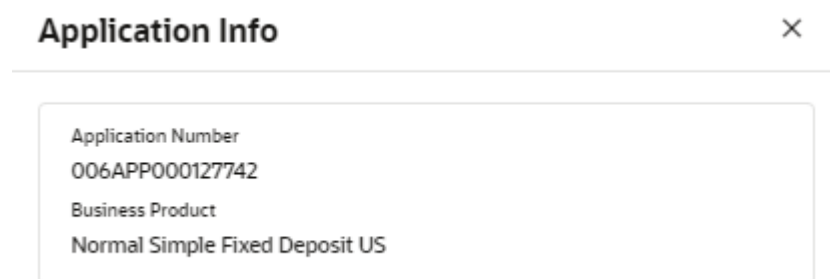 Application Info
Application Number
006APP000127742
Business Product
Normal Simple Fixed Deposit US